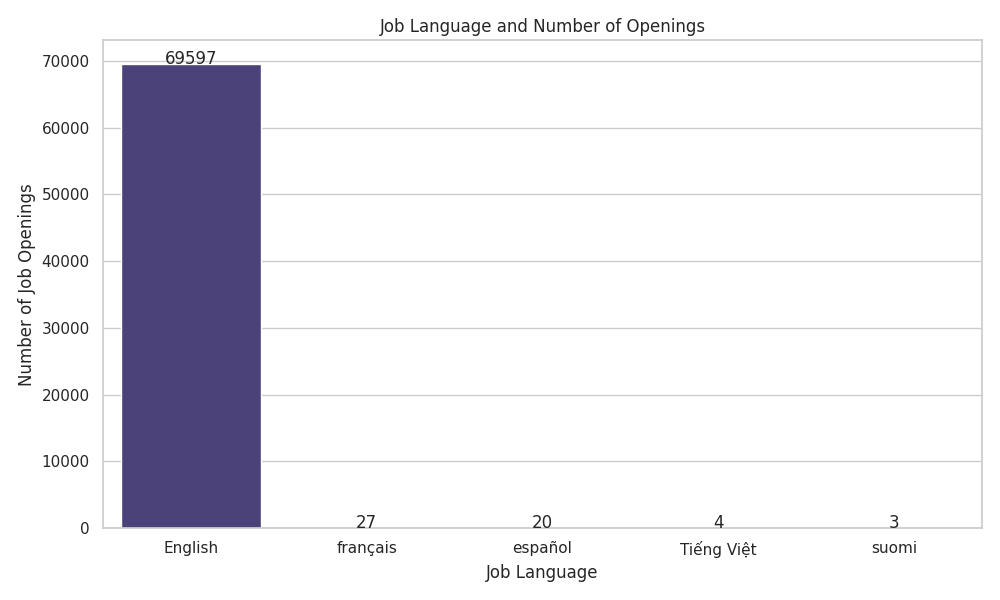 Job Language and Number of Openings
Number of Job Openings
70000
60000
50000
40000
30000
20000
10000
0
69597
27
20
4
3
English
français
español
Tiếng Việt
suomi
Job Language